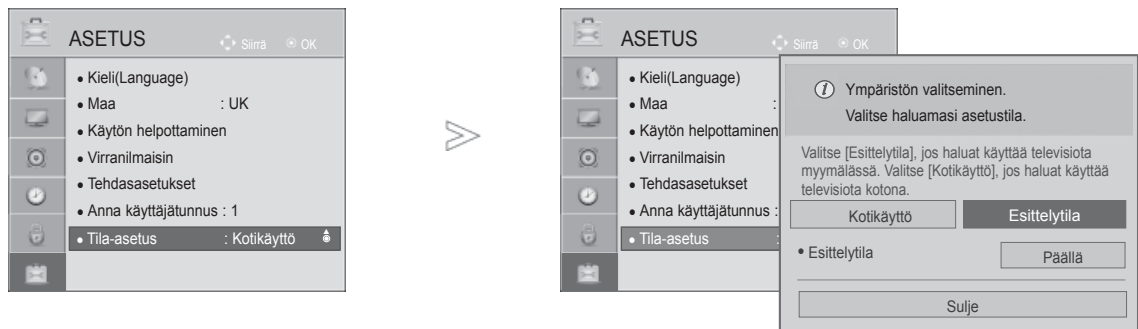 ASETUS
Siirrä OK
• Kieli(Language)
• Maa : UK
• Käytön helpottaminen
• Virranilmaisin
• Tehdasasetukset
• Anna käyttäjätunnus : 1
• Tila-asetus : Kotikäyttö
ASETUS
Siirrä OK
• Kieli(Language)
• Maa :
• Käytön helpottaminen
• Virranilmaisin
• Tehdasasetukset
• Anna käyttäjätunnus :
• Tila-asetus :
Ympäristön valitseminen.
Valitse haluamasi asetustila.
Valitse [Esittelytila], jos haluat käyttää televisiota
myymälässä. Valitse [Kotikäyttö], jos haluat käyttää
televisiota kotona.
Kotikäyttö Esittelytila
• Esittelytila Päällä
Sulje